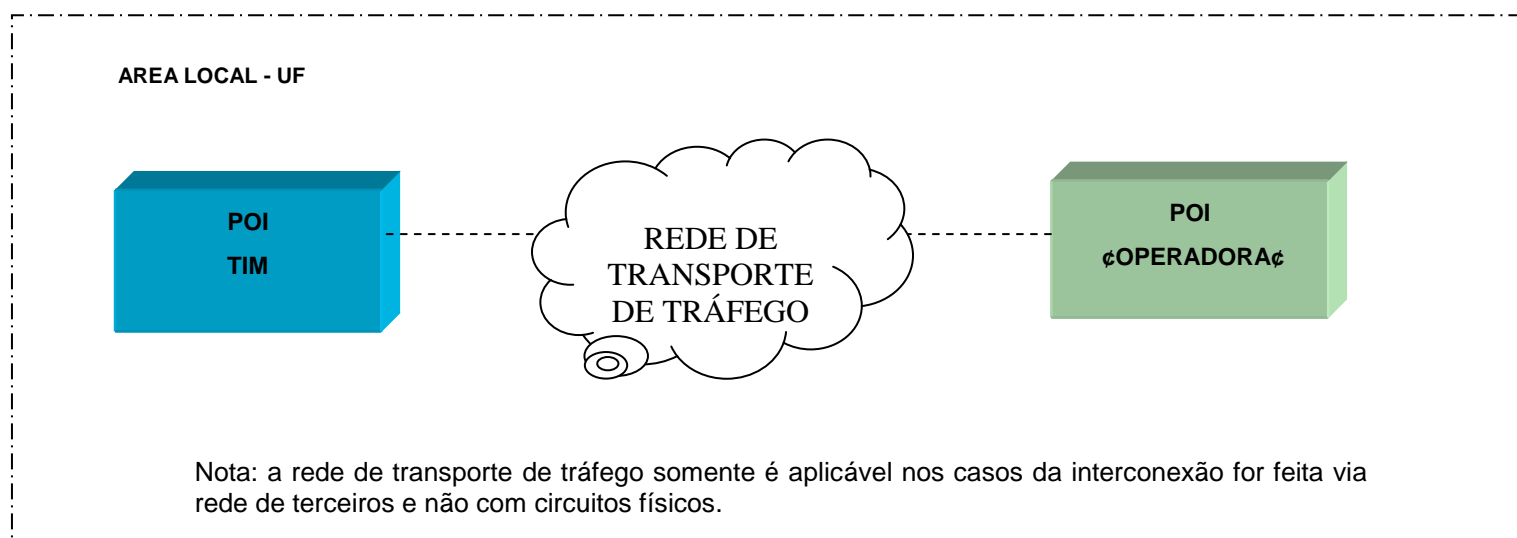 AREA LOCAL - UF
POI
TIM
REDE DE
TRANSPORTE
DE TRÁFEGO
POI
¢OPERADORA¢
Nota: a rede de transporte de tráfego somente é aplicável nos casos da interconexão for feita via
rede de terceiros e não com circuitos físicos.